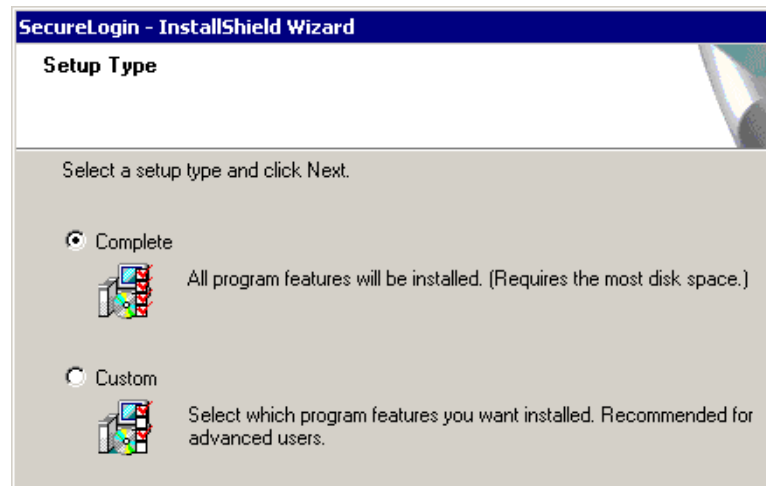 SecureLogin - InstallShield Wizard
Setup Type
Select a setup type and click Next.
Complete
All program features will be installed. (Requires the most disk space.)
Custom
Select which program features you want installed. Recommended for
advanced users.